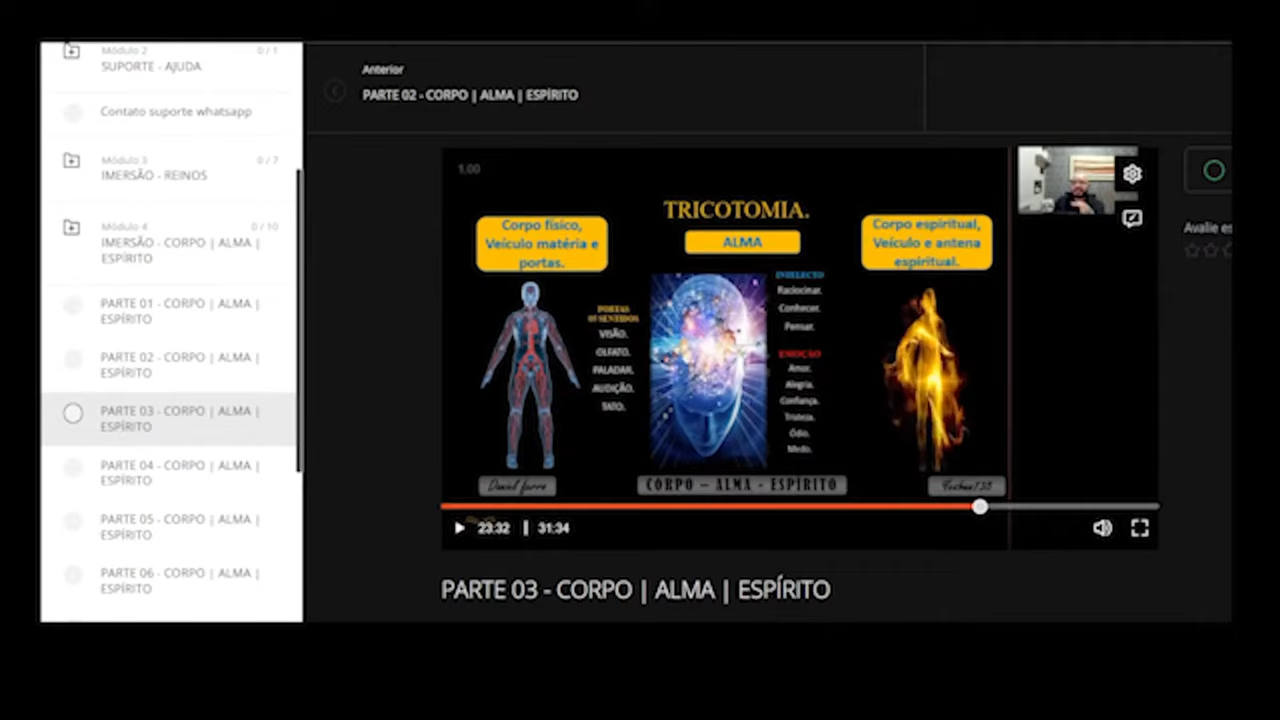 Módulo 2
0 / 1
SUPORTE - AJUDA
Contato suporte whatsapp
Módulo 3
0 / 7
IMERSÃO - REINOS
Módulo 4
0 / 10
IMERSÃO - CORPO | ALMA |
ESPÍRITO
PARTE 01 - CORPO | ALMA |
ESPÍRITO
PARTE 02 - CORPO | ALMA |
ESPÍRITO
PARTE 03 - CORPO | ALMA |
ESPÍRITO
PARTE 04 - CORPO | ALMA |
ESPÍRITO
PARTE 05 - CORPO | ALMA |
ESPÍRITO
PARTE 06 - CORPO | ALMA |
ESPÍRITO
Anterior
PARTE 02 - CORPO | ALMA | ESPÍRITO
1.00
TRICOTOMIA.
Corpo físico,
Veículo matéria e
portas.
ALMA
Corpo espiritual,
Veículo e antena
espiritual.
PORTAS
05 SENTIDOS
VISÃO.
OLFATO.
PALADAR.
AUDIÇÃO.
TATO.
INTELECTO
Raciocinar.
Conhecer.
Pensar.
EMOÇÃO
Amor.
Alegria.
Confiança.
Tristeza.
Ódio.
Medo.
Daniel
CORPO – ALMA - ESPÍRITO
23:32 | 31:34
Avalie es
PARTE 03 - CORPO | ALMA | ESPÍRITO